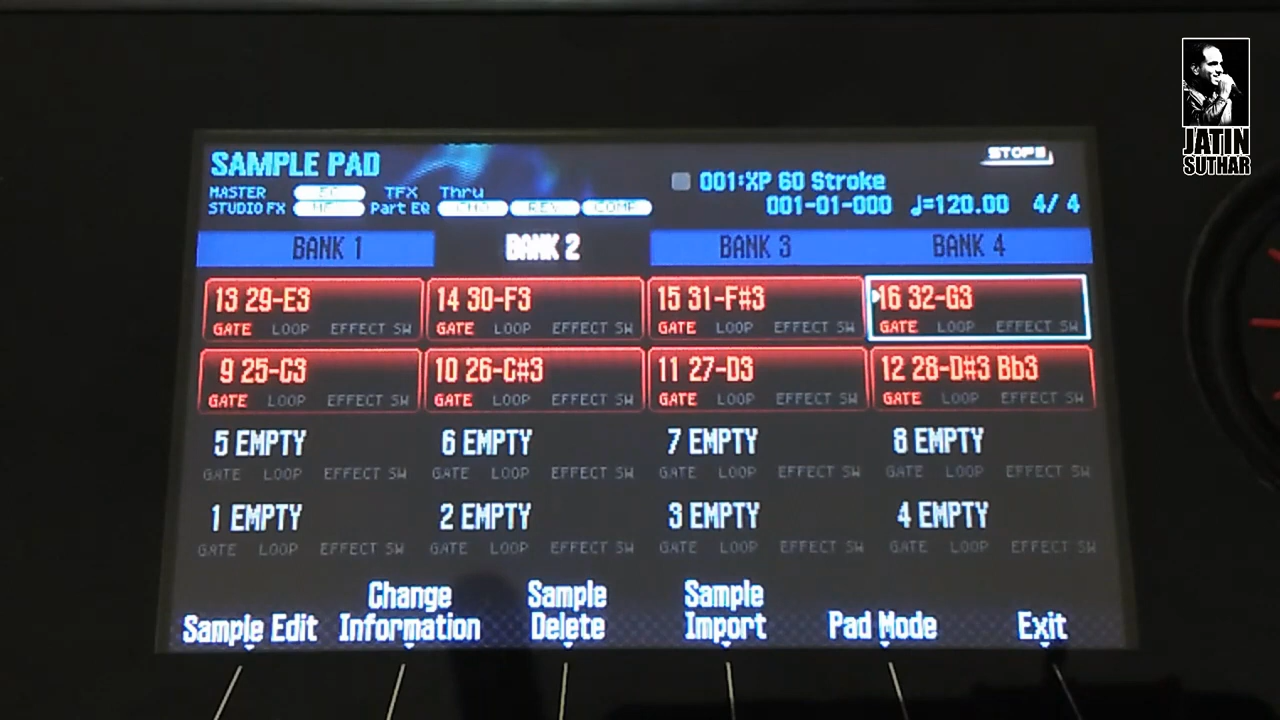 JATIN
SUTHAR
SAMPLE PAD
STOP
MASTER TFX Thru
STUDIO FX Part EQ CHO REV COMP
001:XP 60 Stroke
001-01-000 ♩=120.00 4/4
BANK 1 BANK 2 BANK 3 BANK 4
13 29-E3 14 30-F3 15 31-F#3 16 32-G3
GATE LOOP EFFECT SW GATE LOOP EFFECT SW GATE LOOP EFFECT SW GATE LOOP EFFECT SW
9 25-C3 10 26-C#3 11 27-D3 12 28-D#3 Bb3
GATE LOOP EFFECT SW GATE LOOP EFFECT SW GATE LOOP EFFECT SW GATE LOOP EFFECT SW
5 EMPTY 6 EMPTY 7 EMPTY 8 EMPTY
GATE LOOP EFFECT SW GATE LOOP EFFECT SW GATE LOOP EFFECT SW GATE LOOP EFFECT SW
1 EMPTY 2 EMPTY 3 EMPTY 4 EMPTY
GATE LOOP EFFECT SW GATE LOOP EFFECT SW GATE LOOP EFFECT SW GATE LOOP EFFECT SW
Sample Edit Change Information Sample Delete Sample Import Pad Mode Exit